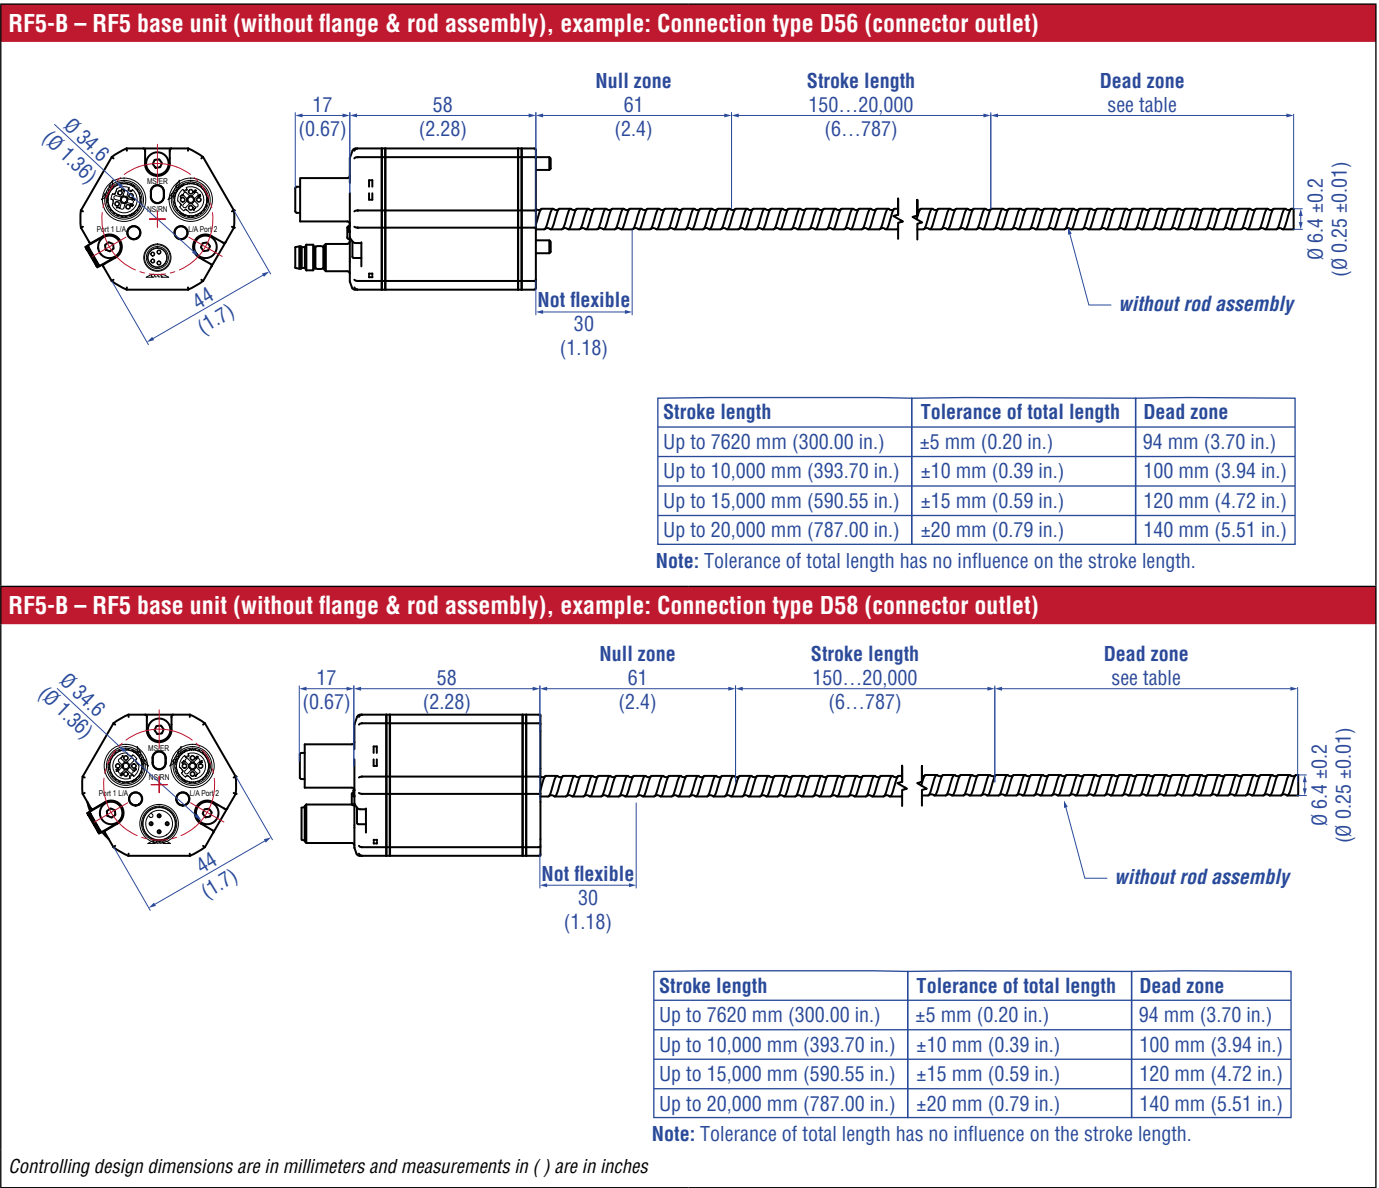 RF5-B – RF5 base unit (without flange & rod assembly), example: Connection type D56 (connector outlet)
Null zone
Stroke length
Dead zone
17
58
61
150…20,000
see table
(0.67)
(2.28)
(2.4)
(6…787)
Ø 34.6
(Ø 1.36)
MS/ER
NS/RN
Port 1 L/A
L/A Port 2
44
(1.7)
Ø 6.4 ±0.2
(Ø 0.25 ±0.01)
Not flexible
30
(1.18)
without rod assembly
Stroke length Tolerance of total length Dead zone
Up to 7620 mm (300.00 in.) ±5 mm (0.20 in.) 94 mm (3.70 in.)
Up to 10,000 mm (393.70 in.) ±10 mm (0.39 in.) 100 mm (3.94 in.)
Up to 15,000 mm (590.55 in.) ±15 mm (0.59 in.) 120 mm (4.72 in.)
Up to 20,000 mm (787.00 in.) ±20 mm (0.79 in.) 140 mm (5.51 in.)
Note: Tolerance of total length has no influence on the stroke length.
RF5-B – RF5 base unit (without flange & rod assembly), example: Connection type D58 (connector outlet)
Null zone
Stroke length
Dead zone
17
58
61
150…20,000
see table
(0.67)
(2.28)
(2.4)
(6…787)
Ø 34.6
(Ø 1.36)
MS/ER
NS/RN
Port 1 L/A
L/A Port 2
44
(1.7)
Ø 6.4 ±0.2
(Ø 0.25 ±0.01)
Not flexible
30
(1.18)
without rod assembly
Stroke length Tolerance of total length Dead zone
Up to 7620 mm (300.00 in.) ±5 mm (0.20 in.) 94 mm (3.70 in.)
Up to 10,000 mm (393.70 in.) ±10 mm (0.39 in.) 100 mm (3.94 in.)
Up to 15,000 mm (590.55 in.) ±15 mm (0.59 in.) 120 mm (4.72 in.)
Up to 20,000 mm (787.00 in.) ±20 mm (0.79 in.) 140 mm (5.51 in.)
Note: Tolerance of total length has no influence on the stroke length.
Controlling design dimensions are in millimeters and measurements in ( ) are in inches